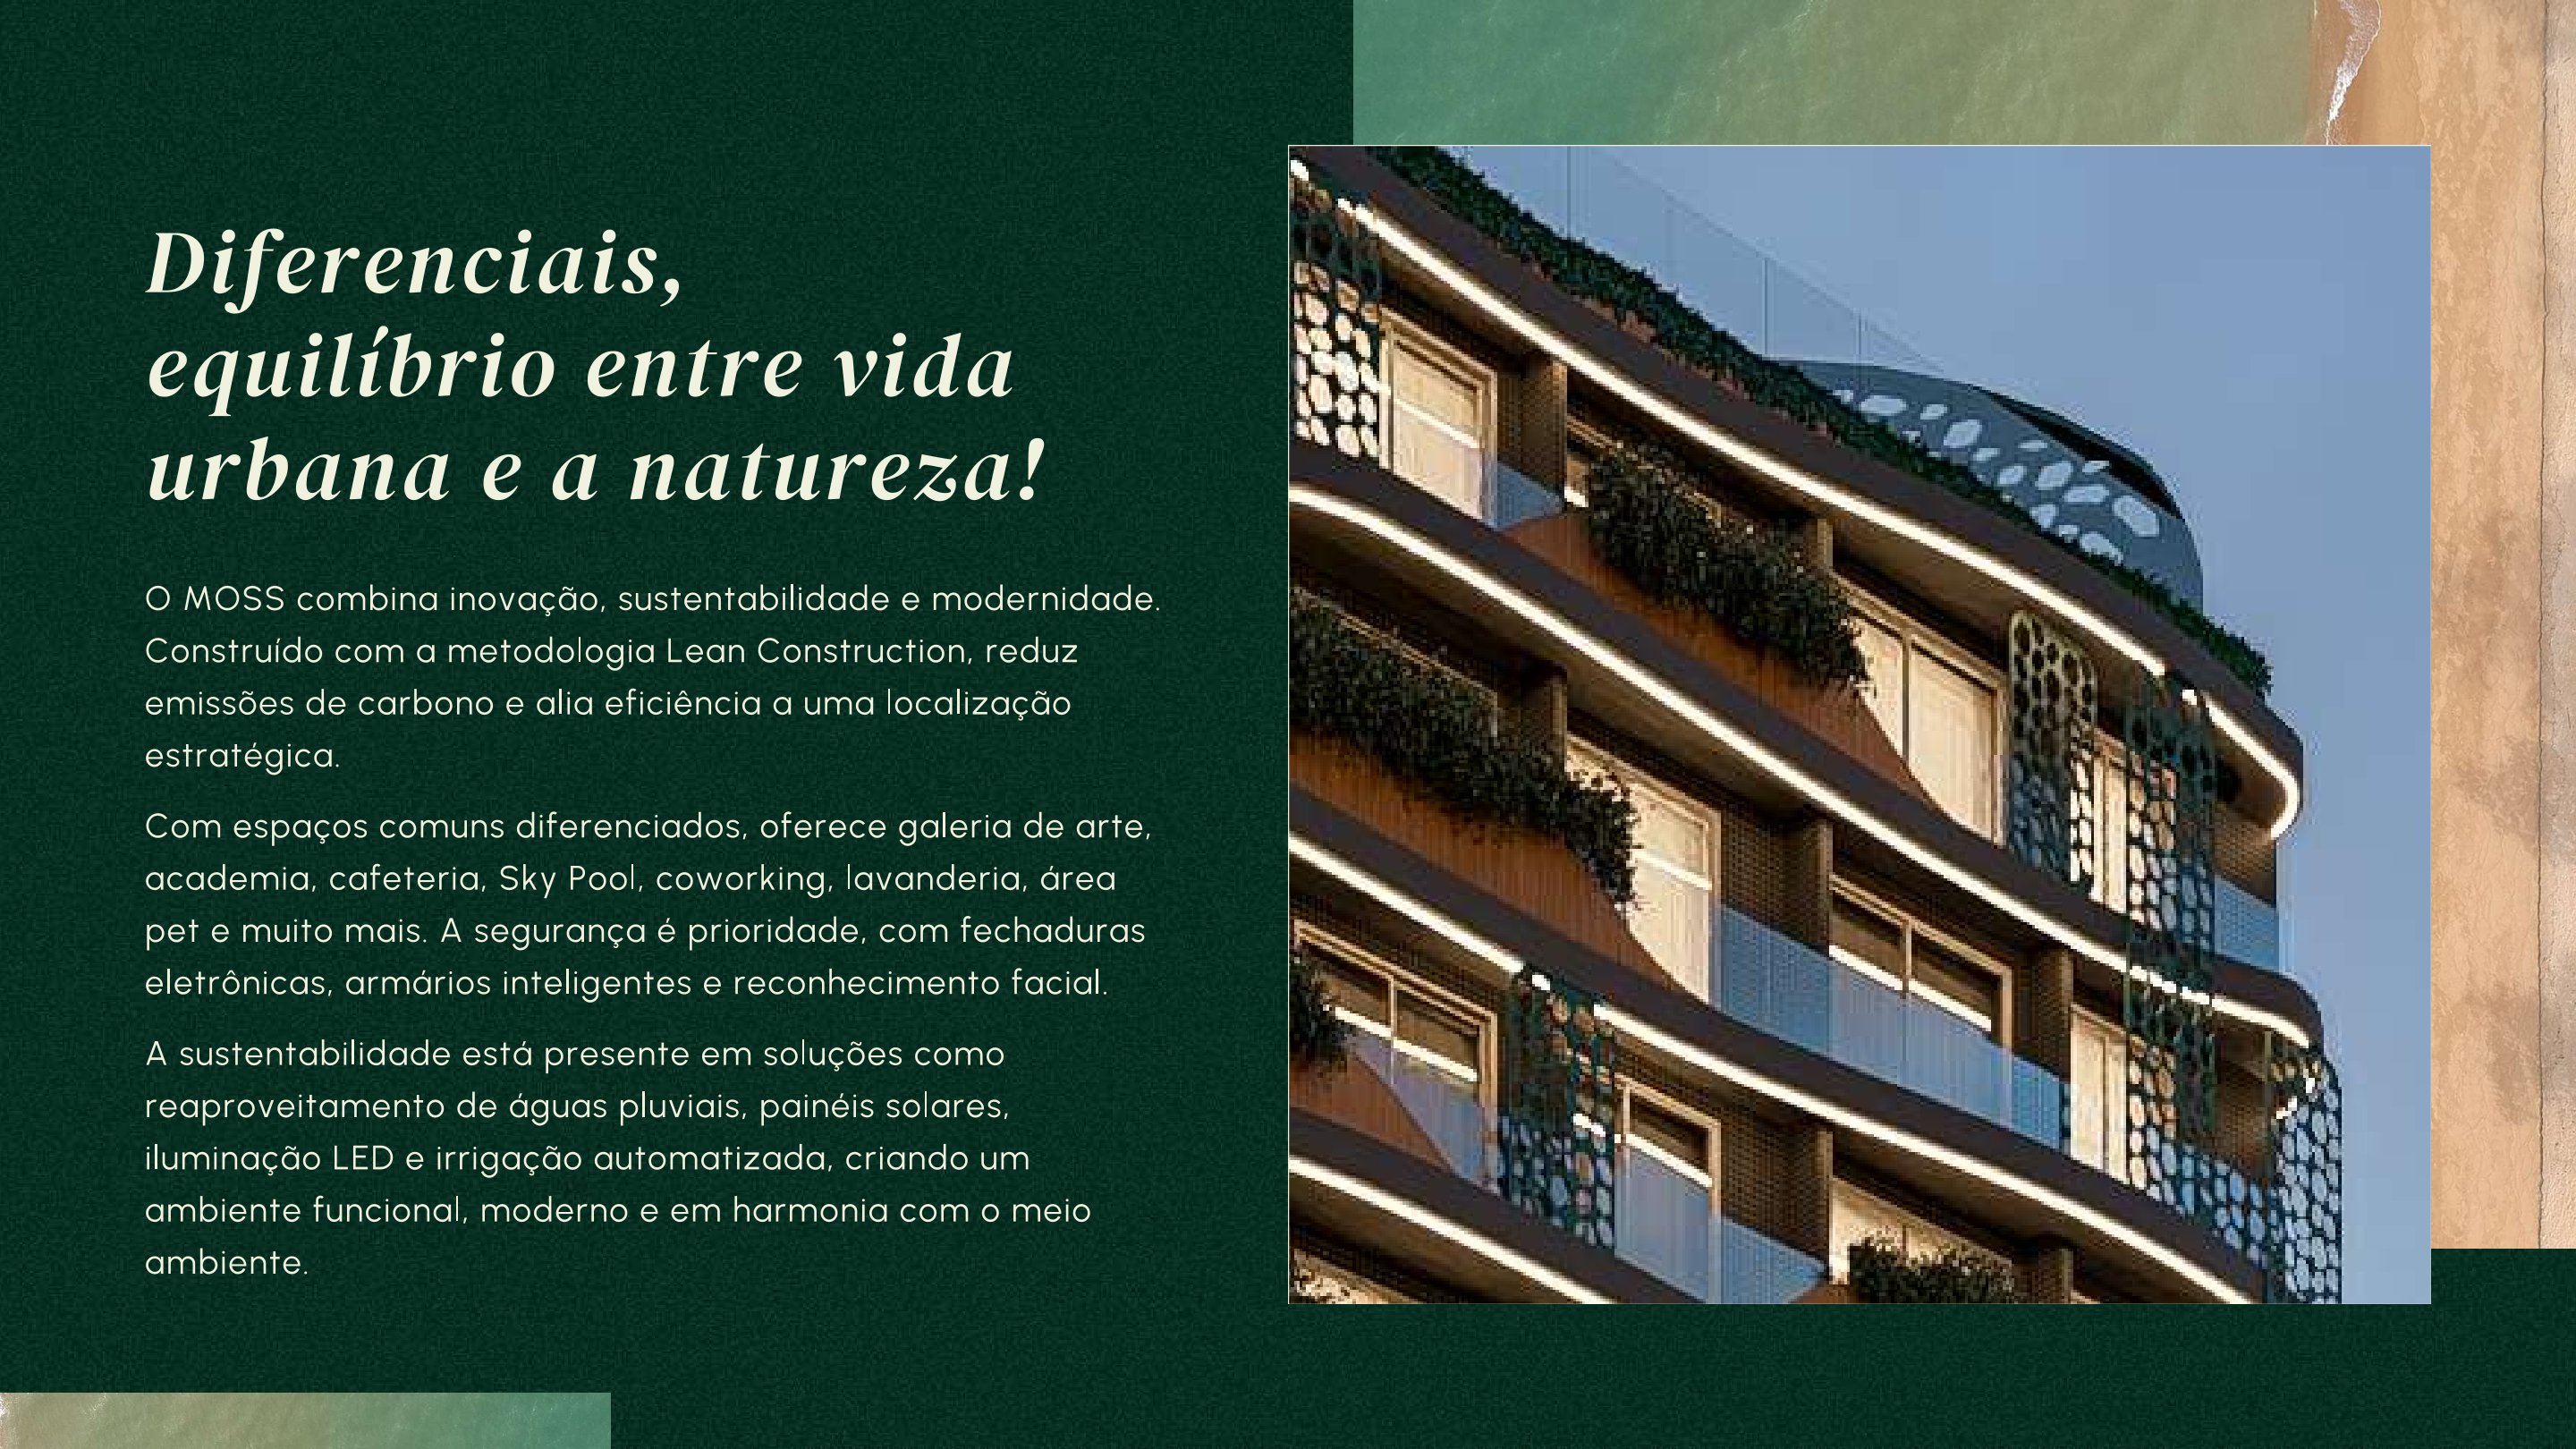 Diferenciais,
equilíbrio entre vida
urbana e a natureza!
O MOSS combina inovação, sustentabilidade e modernidade.
Construído com a metodologia Lean Construction, reduz
emissões de carbono e alia eficiência a uma localização
estratégica.
Com espaços comuns diferenciados, oferece galeria de arte,
academia, cafeteria, Sky Pool, coworking, lavanderia, área
pet e muito mais. A segurança é prioridade, com fechaduras
eletrônicas, armários inteligentes e reconhecimento facial.
A sustentabilidade está presente em soluções como
reaproveitamento de águas pluviais, painéis solares,
iluminação LED e irrigação automatizada, criando um
ambiente funcional, moderno e em harmonia com o meio
ambiente.